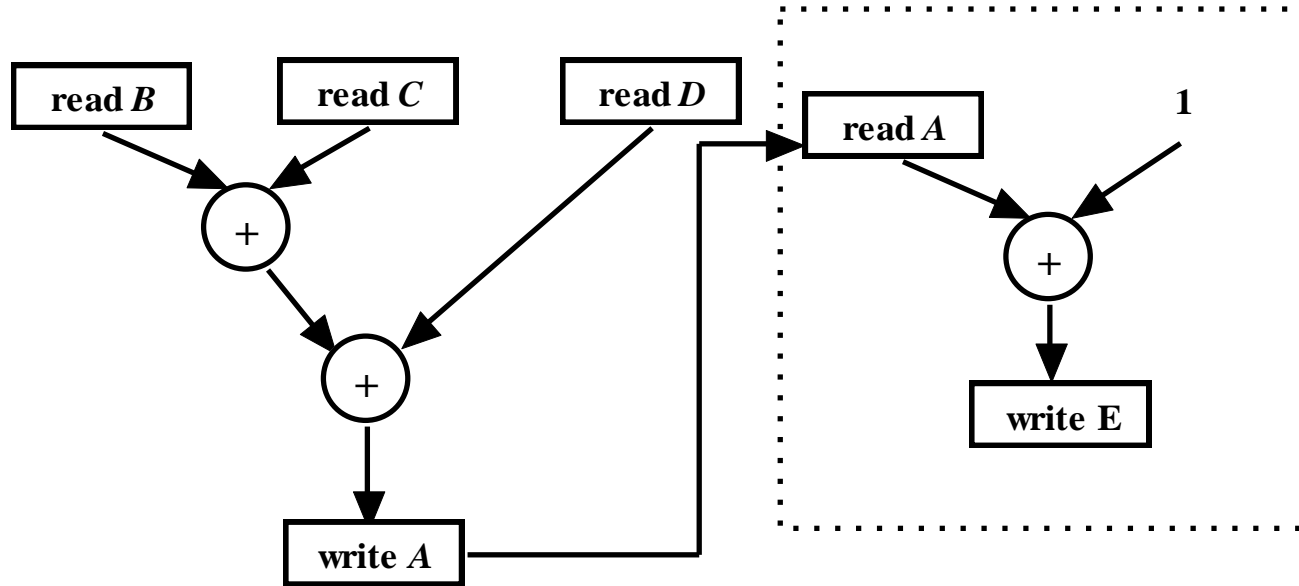 read B
read C
read D
read A
1
+
+
+
write E
write A